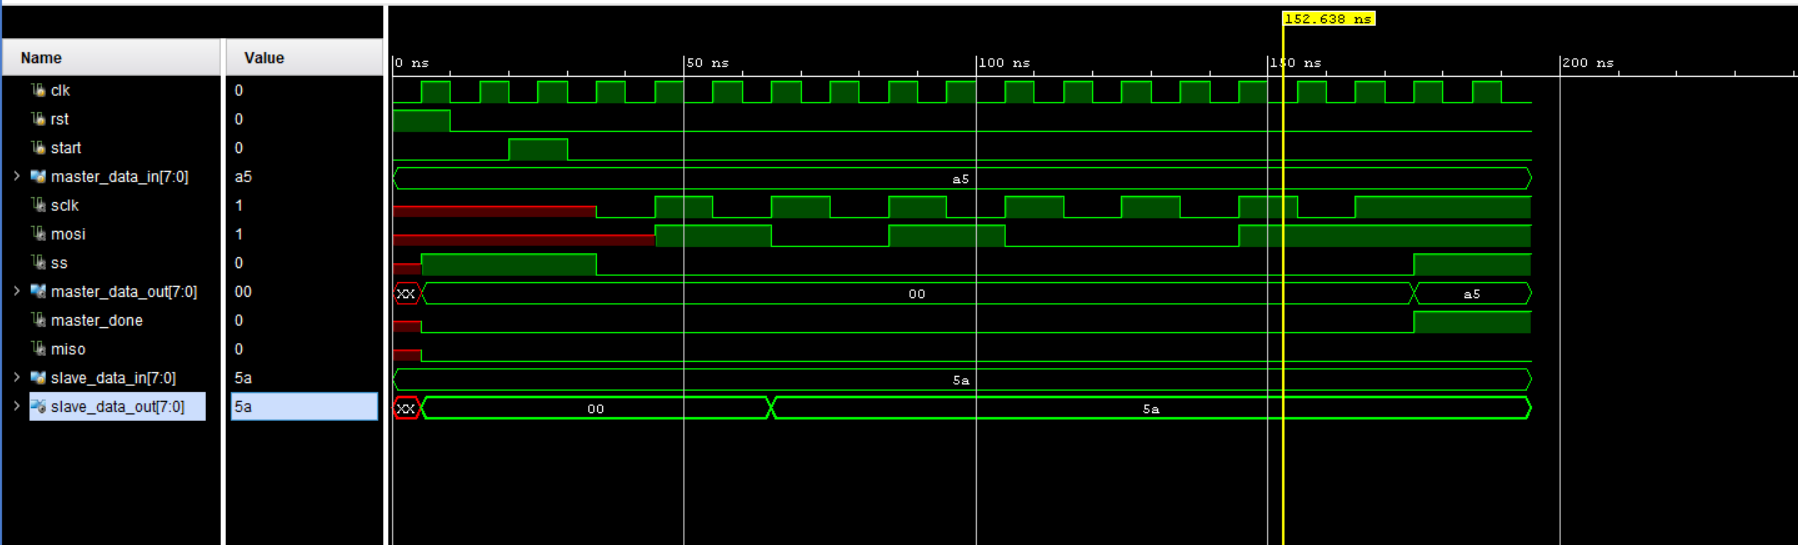 152.638 ns
Name Value
0 ns 50 ns 100 ns 150 ns 200 ns
clk 0
rst 0
start 0
master_data_in[7:0] a5 a5
sclk 1
mosi 1
ss 0
master_data_out[7:0] 00 XX 00 a5
master_done 0
miso 0
slave_data_in[7:0] 5a 5a
slave_data_out[7:0] 5a XX 00 5a